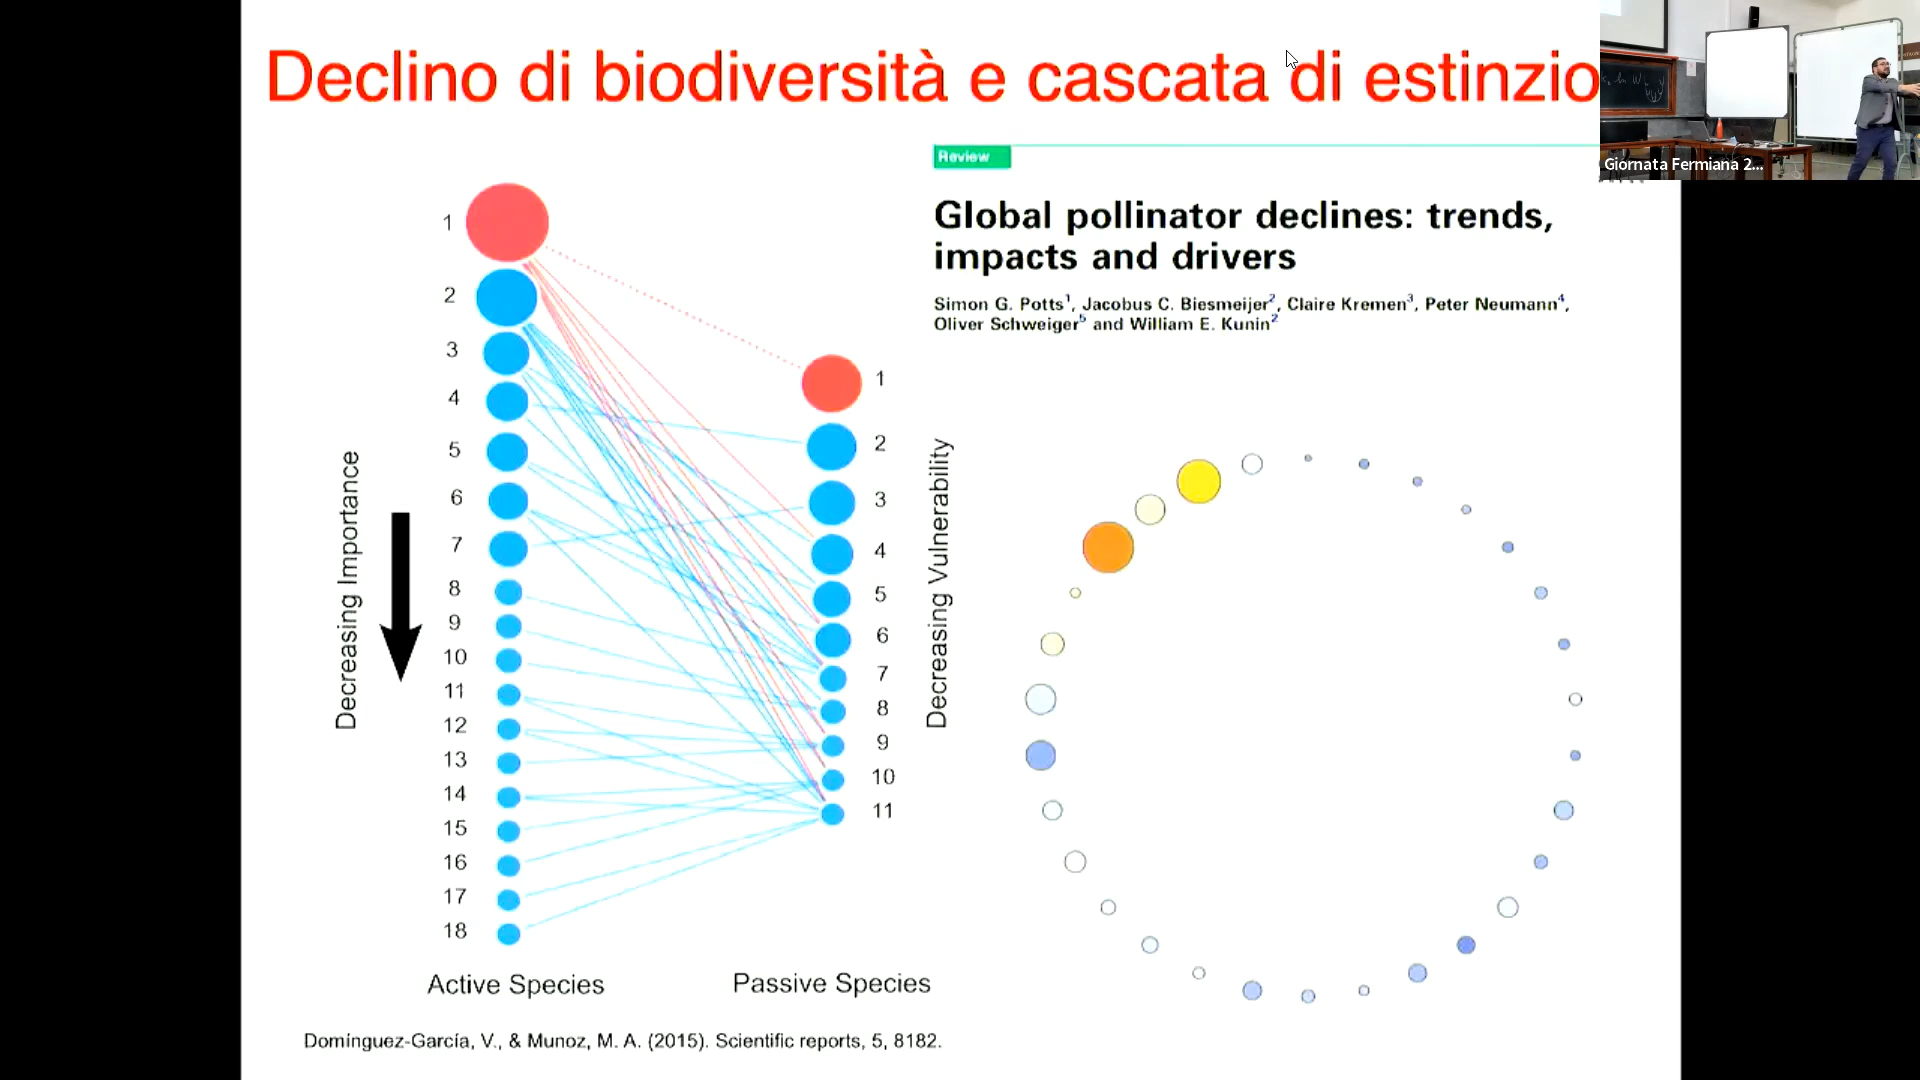 Declino di biodiversità e cascata di estinzio
Giornata Fermiana 2...
Review
Global pollinator declines: trends,
impacts and drivers
Simon G. Potts1, Jacobus C. Biesmeijer2, Claire Kremen3, Peter Neumann4,
Oliver Schweiger5 and William E. Kunin2
Decreasing Importance
1
2
3
4
5
6
7
8
9
10
11
12
13
14
15
16
17
18
1
2
3
4
5
6
7
8
9
10
11
Decreasing Vulnerability
Active Species
Passive Species
Domínguez-García, V., & Munoz, M. A. (2015). Scientific reports, 5, 8182.